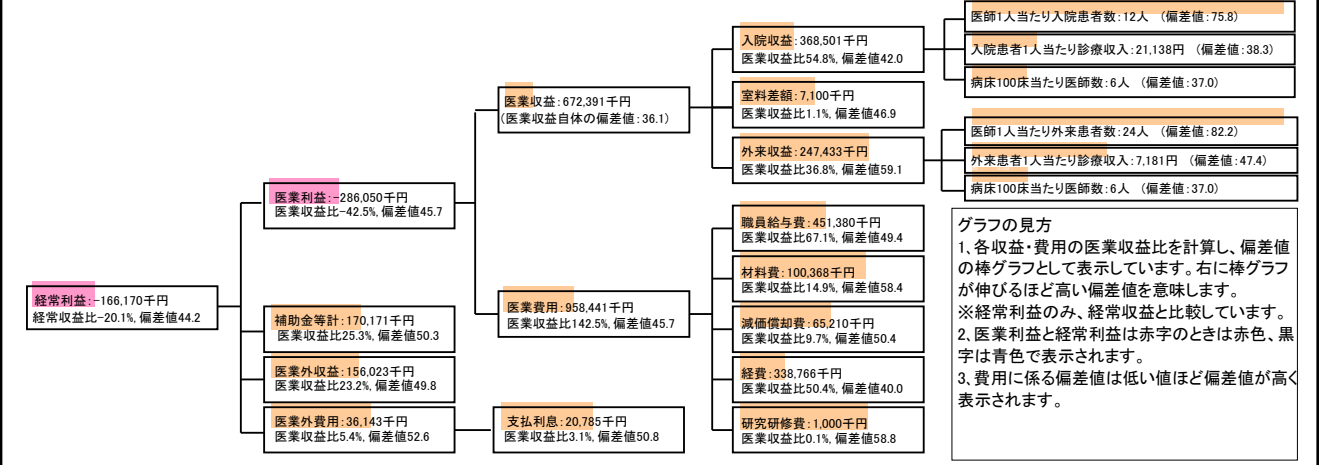 経常利益:-166,170千円
経常収益比-20.1%, 偏差値44.2
医業利益:-286,050千円
医業収益比-42.5%, 偏差値45.7
補助金等計:170,171千円
医業収益比25.3%, 偏差値50.3
医業外収益:156,023千円
医業収益比23.2%, 偏差値49.8
医業外費用:36,143千円
医業収益比5.4%, 偏差値52.6
医業収益:672,391千円
(医業収益自体の偏差値:36.1)
医業費用:958,441千円
医業収益比142.5%, 偏差値45.7
支払利息:20,785千円
医業収益比3.1%, 偏差値50.8
入院収益:368,501千円
医業収益比54.8%, 偏差値42.0
室料差額:7,100千円
医業収益比1.1%, 偏差値46.9
外来収益:247,433千円
医業収益比36.8%, 偏差値59.1
職員給与費:451,380千円
医業収益比67.1%, 偏差値49.4
材料費:100,368千円
医業収益比14.9%, 偏差値58.4
減価償却費:65,210千円
医業収益比9.7%, 偏差値50.4
経費:338,766千円
医業収益比50.4%, 偏差値40.0
研究研修費:1,000千円
医業収益比0.1%, 偏差値58.8
医師1人当たり入院患者数:12人 (偏差値:75.8)
入院患者1人当たり診療収入:21,138円 (偏差値:38.3)
病床100床当たり医師数:6人 (偏差値:37.0)
医師1人当たり外来患者数:24人 (偏差値:82.2)
外来患者1人当たり診療収入:7,181円 (偏差値:47.4)
病床100床当たり医師数:6人 (偏差値:37.0)
グラフの見方
1、各収益・費用の医業収益比を計算し、偏差値
の棒グラフとして表示しています。右に棒グラフ
が伸びるほど高い偏差値を意味します。
※経常利益のみ、経常収益と比較しています。
2、医業利益と経常利益は赤字のときは赤色、黒
字は青色で表示されます。
3、費用に係る偏差値は低い値ほど偏差値が高く
表示されます。